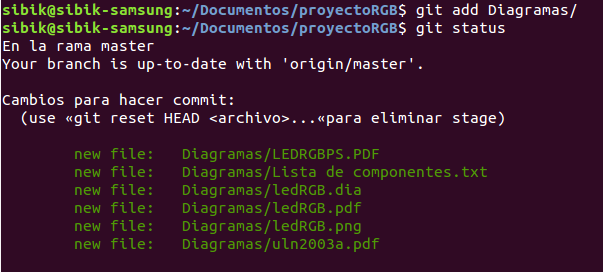 sibik@sibik-samsung:~/Documentos/proyectoRGB$ git add Diagramas/
sibik@sibik-samsung:~/Documentos/proyectoRGB$ git status
En la rama master
Your branch is up-to-date with 'origin/master'.
Cambios para hacer commit:
(use «git reset HEAD <archivo>...«para eliminar stage)
new file: Diagramas/LEDRGBPS.PDF
new file: Diagramas/Lista de componentes.txt
new file: Diagramas/ledRGB.dia
new file: Diagramas/ledRGB.pdf
new file: Diagramas/ledRGB.png
new file: Diagramas/uln2003a.pdf